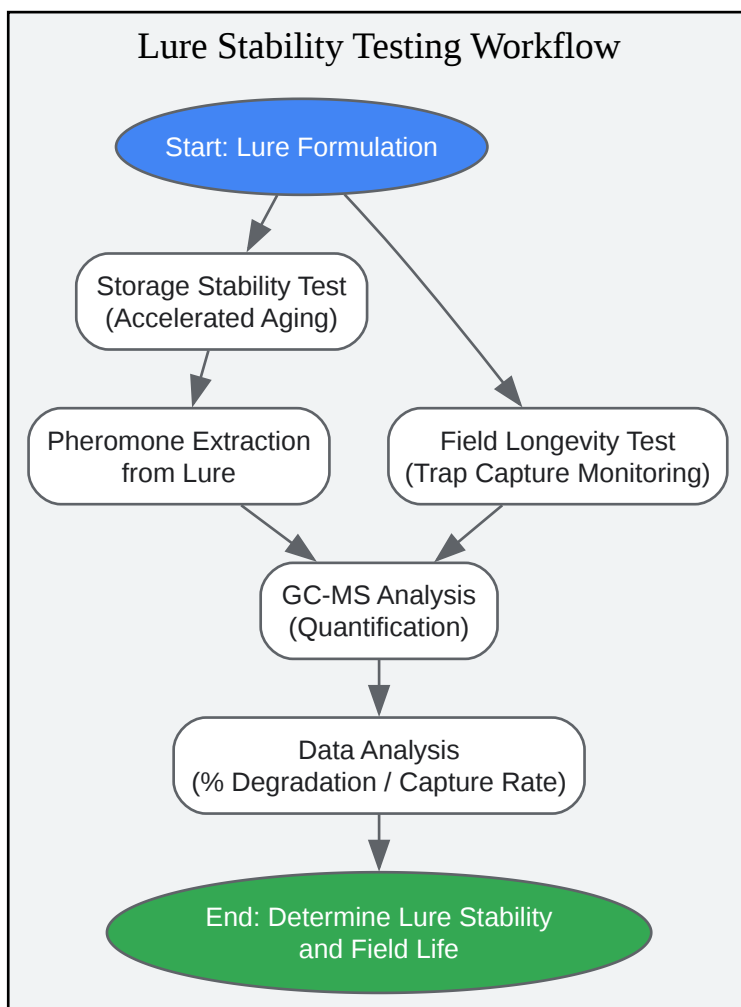 Lure Stability Testing Workflow
Start: Lure Formulation
Storage Stability Test
(Accelerated Aging)
Pheromone Extraction
from Lure
Field Longevity Test
(Trap Capture Monitoring)
GC-MS Analysis
(Quantification)
Data Analysis
(% Degradation / Capture Rate)
End: Determine Lure Stability
and Field Life